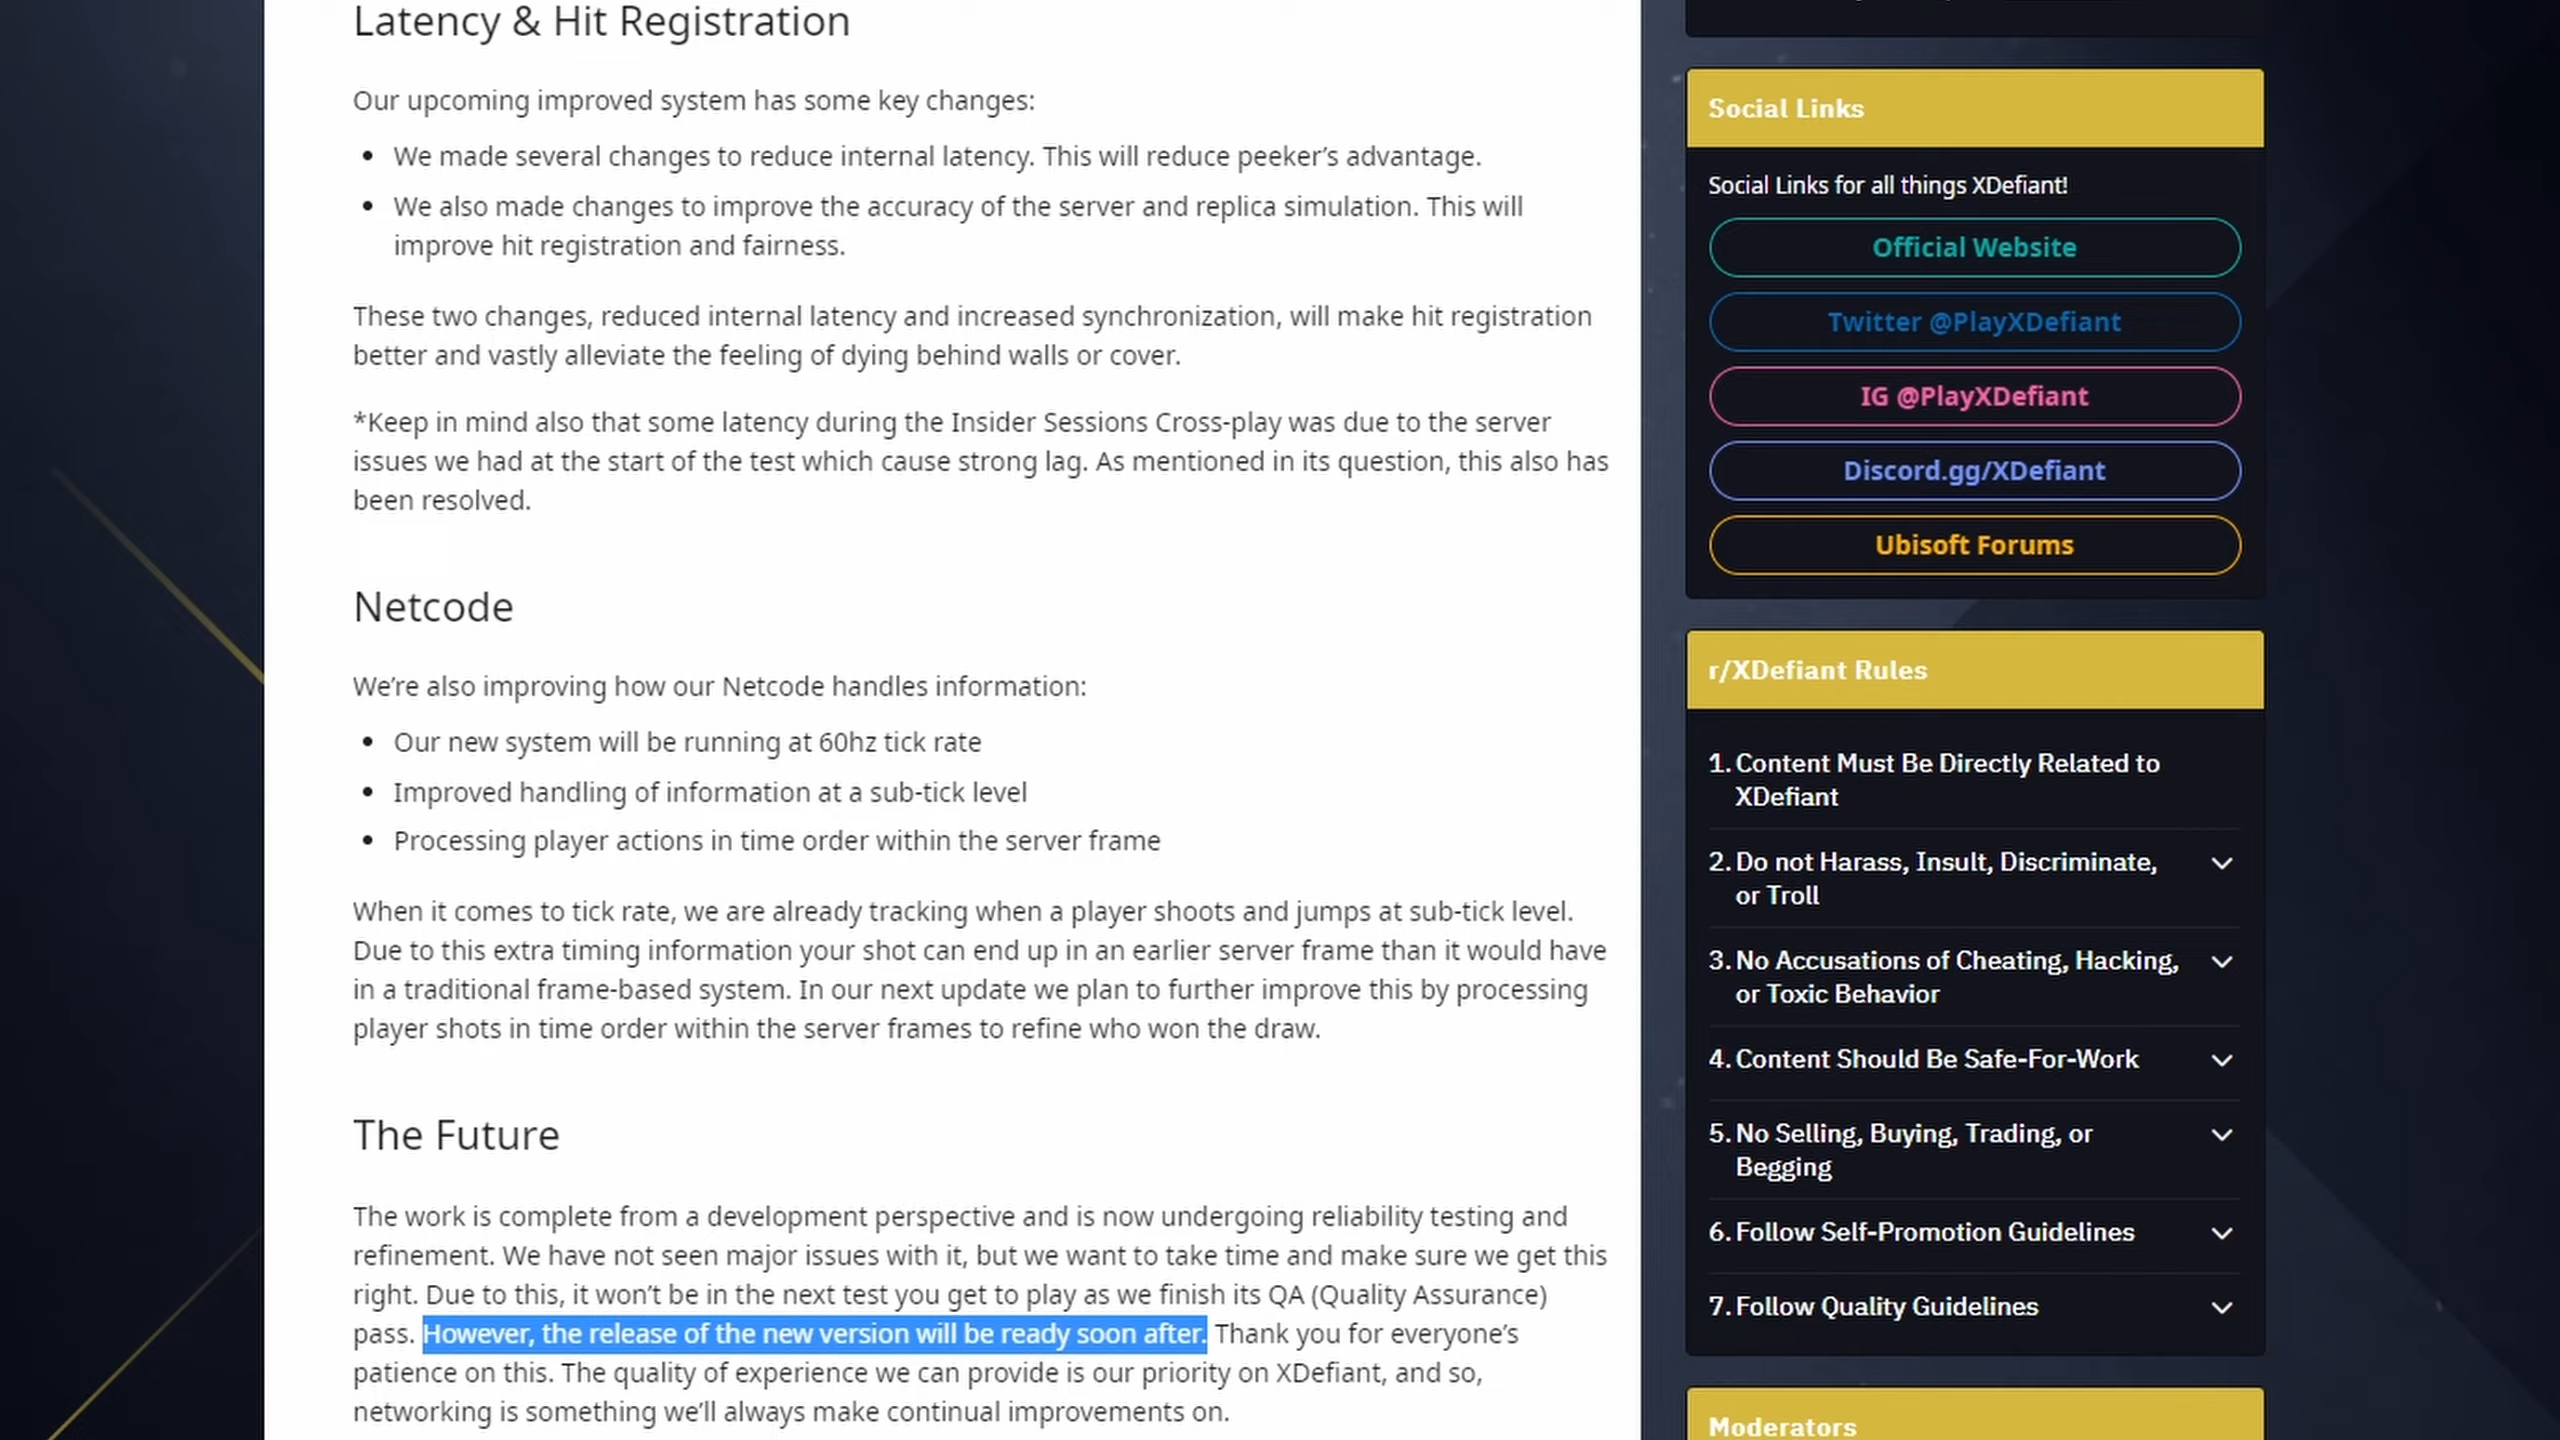 Latency & Hit Registration
Our upcoming improved system has some key changes:
We made several changes to reduce internal latency. This will reduce peeker’s advantage.
We also made changes to improve the accuracy of the server and replica simulation. This will
improve hit registration and fairness.
These two changes, reduced internal latency and increased synchronization, will make hit registration
better and vastly alleviate the feeling of dying behind walls or cover.
*Keep in mind also that some latency during the Insider Sessions Cross-play was due to the server
issues we had at the start of the test which cause strong lag. As mentioned in its question, this also has
been resolved.
Netcode
We’re also improving how our Netcode handles information:
Our new system will be running at 60hz tick rate
Improved handling of information at a sub-tick level
Processing player actions in time order within the server frame
When it comes to tick rate, we are already tracking when a player shoots and jumps at sub-tick level.
Due to this extra timing information your shot can end up in an earlier server frame than it would have
in a traditional frame-based system. In our next update we plan to further improve this by processing
player shots in time order within the server frames to refine who won the draw.
The Future
The work is complete from a development perspective and is now undergoing reliability testing and
refinement. We have not seen major issues with it, but we want to take time and make sure we get this
right. Due to this, it won’t be in the next test you get to play as we finish its QA (Quality Assurance)
pass. However, the release of the new version will be ready soon after. Thank you for everyone’s
patience on this. The quality of experience we can provide is our priority on XDefiant, and so,
networking is something we’ll always make continual improvements on.
Social Links
Social Links for all things XDefiant!
Official Website
Twitter @PlayXDefiant
IG @PlayXDefiant
Discord.gg/XDefiant
Ubisoft Forums
r/XDefiant Rules
1. Content Must Be Directly Related to
XDefiant
2. Do not Harass, Insult, Discriminate,
or Troll
3. No Accusations of Cheating, Hacking,
or Toxic Behavior
4. Content Should Be Safe-For-Work
5. No Selling, Buying, Trading, or
Begging
6. Follow Self-Promotion Guidelines
7. Follow Quality Guidelines
Moderators